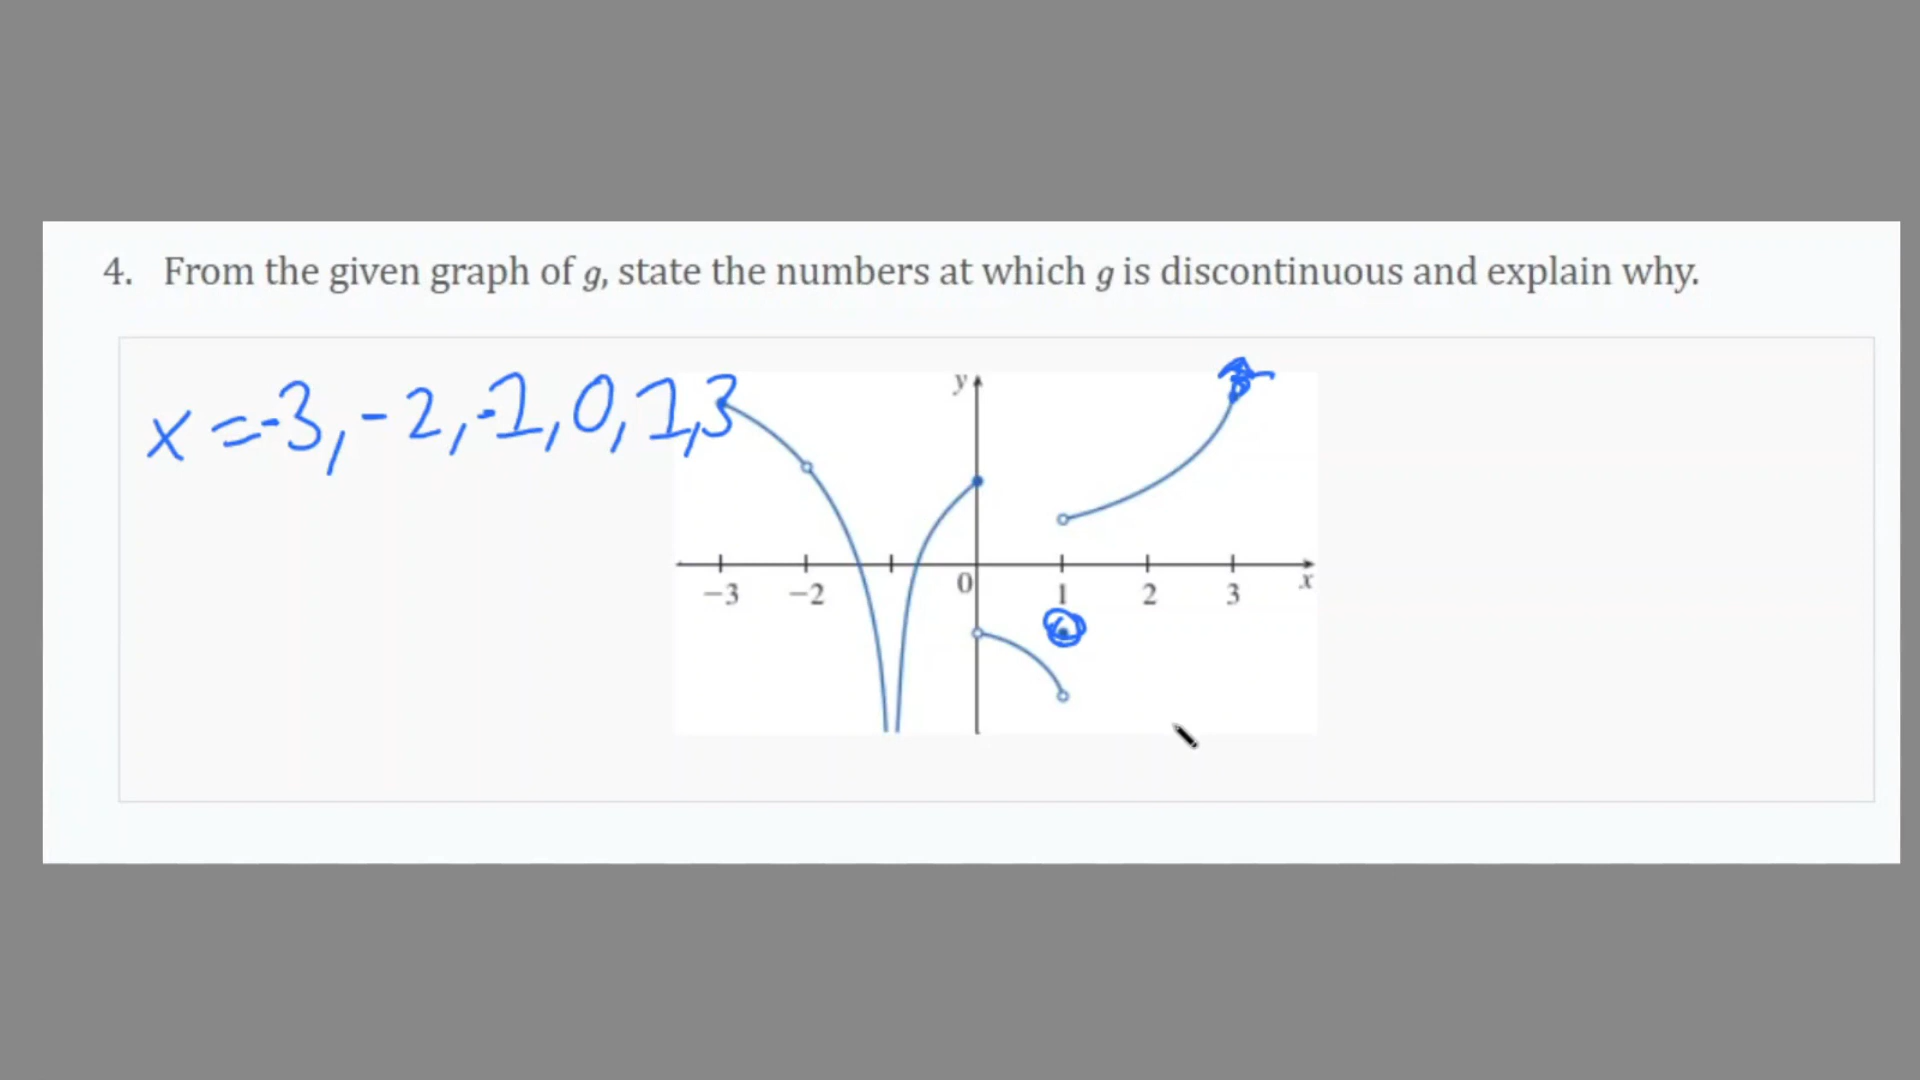 4. From the given graph of g, state the numbers at which g is discontinuous and explain why.
x = -3, -2, -1, 0, 1, 3
y
-3 -2 0 1 2 3 x